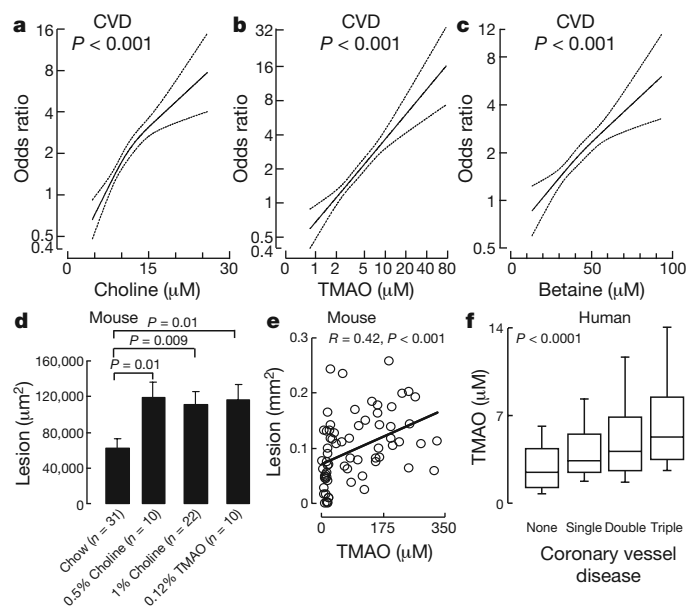 a
CVD
P < 0.001
Odds ratio
16
8
4
2
1
0.5
0.4
0
15
30
Choline (μM)
b
CVD
P < 0.001
Odds ratio
32
16
8
4
2
1
0.5
0.4
0
1
2
5
10
20
40
80
TMAO (μM)
c
CVD
P < 0.001
Odds ratio
12
8
4
2
1
0.5
0
50
100
Betaine (μM)
d
Mouse
P = 0.01
P = 0.009
P = 0.01
Lesion (μm²)
160,000
120,000
80,000
40,000
0
Chow (n = 31)
0.5% Choline (n = 10)
1% Choline (n = 22)
0.12% TMAO (n = 10)
e
Mouse
R = 0.42, P < 0.001
Lesion (mm²)
0.3
0.2
0.1
0
0
175
350
TMAO (μM)
f
Human
P < 0.0001
TMAO (μM)
14
7
0
None
Single
Double
Triple
Coronary vessel
disease